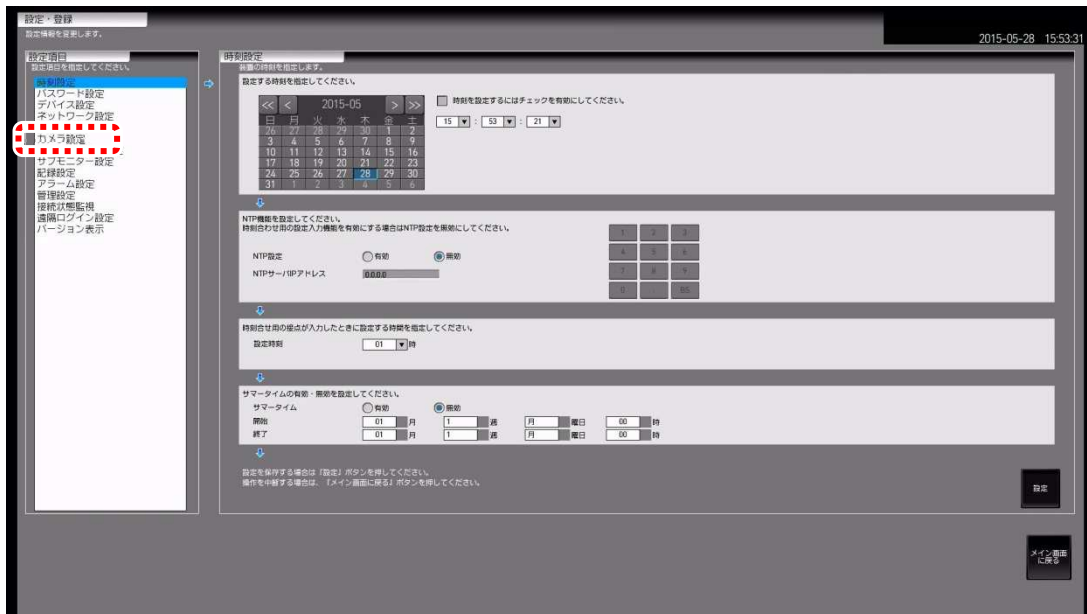 設定・登録
設定情報を変更します。
2015-05-28 15:53:31
設定項目
設定項目を指定してください。
時刻設定
パスワード設定
デバイス設定
ネットワーク設定
カメラ設定
サブモニター設定
記録設定
アラーム設定
管理設定
接続状態監視
遠隔ログイン設定
バージョン表示
時刻設定
装置の時刻を指定します。
設定する時刻を指定してください。
<< < 2015-05 > >>
日 月 火 水 木 金 土
26 27 28 29 30 1 2
3 4 5 6 7 8 9
10 11 12 13 14 15 16
17 18 19 20 21 22 23
24 25 26 27 28 29 30
31 1 2 3 4 5 6
時刻を設定するにはチェックを有効にしてください。
15 : 53 : 21
NTP機能を設定してください。
時刻合わせ用の設定入力機能を有効にする場合はNTP設定を無効にしてください。
NTP設定 有効 無効
NTPサーバIPアドレス 0.0.0.0
1 2 3
4 5 6
7 8 9
0 . BS
時刻合せ用の接点が入力したときに設定する時間を指定してください。
設定時刻 01 時
サマータイムの有効・無効を設定してください。
サマータイム 有効 無効
開始 01 月 1 週 月 曜日 00 時
終了 01 月 1 週 月 曜日 00 時
設定を保存する場合は「設定」ボタンを押してください。
操作を中断する場合は、「メイン画面に戻る」ボタンを押してください。
設定
メイン画面
に戻る